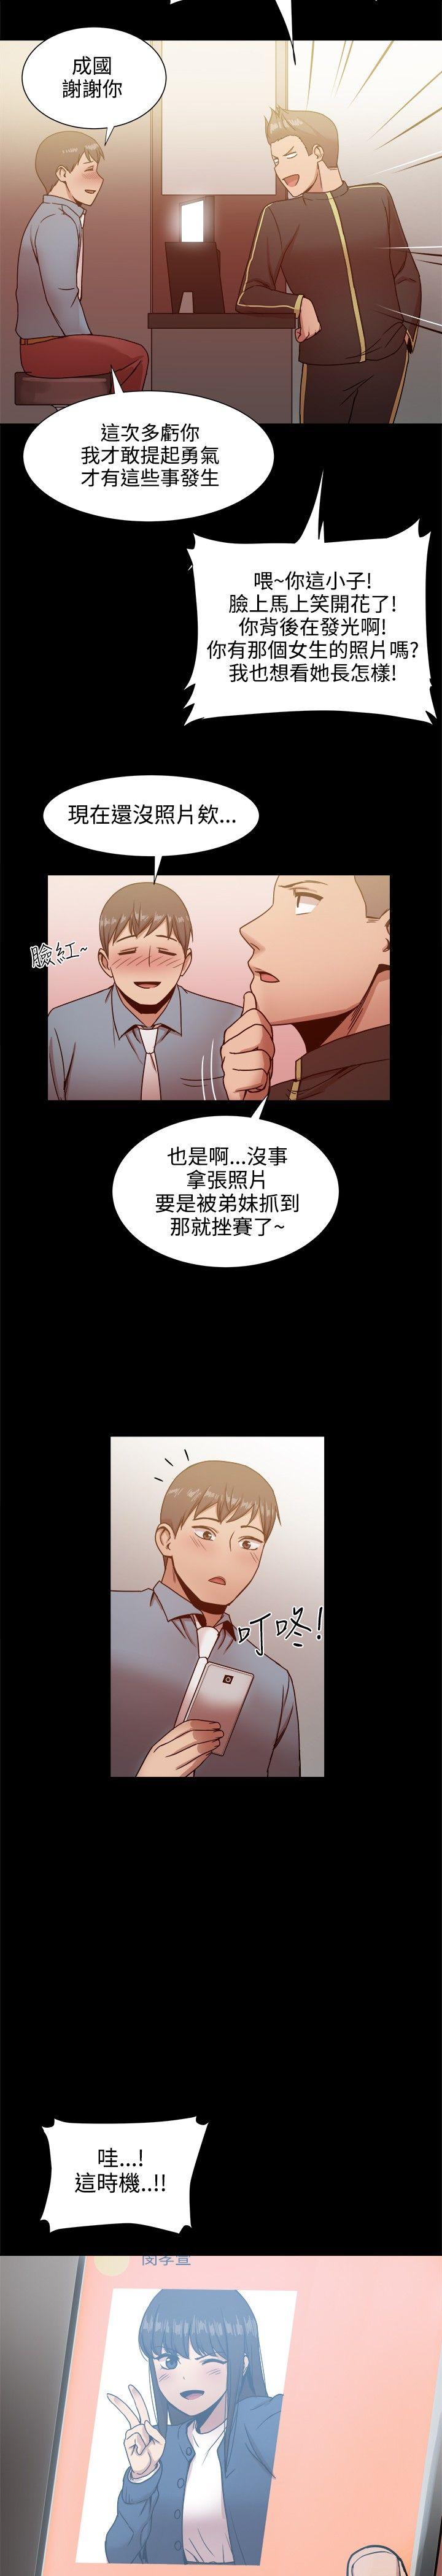 成國
謝謝你
這次多虧你
我才敢提起勇氣
才有這些事發生
喂~你這小子!
臉上馬上笑開花了!
你背後在發光啊!
你有那個女生的照片嗎?
我也想看她長怎樣!
現在還沒照片欸...
臉紅~
也是啊...沒事
拿張照片
要是被弟妹抓到
那就挫賽了~
叮咚!
哇...!
這時機..!!
閔孝萱